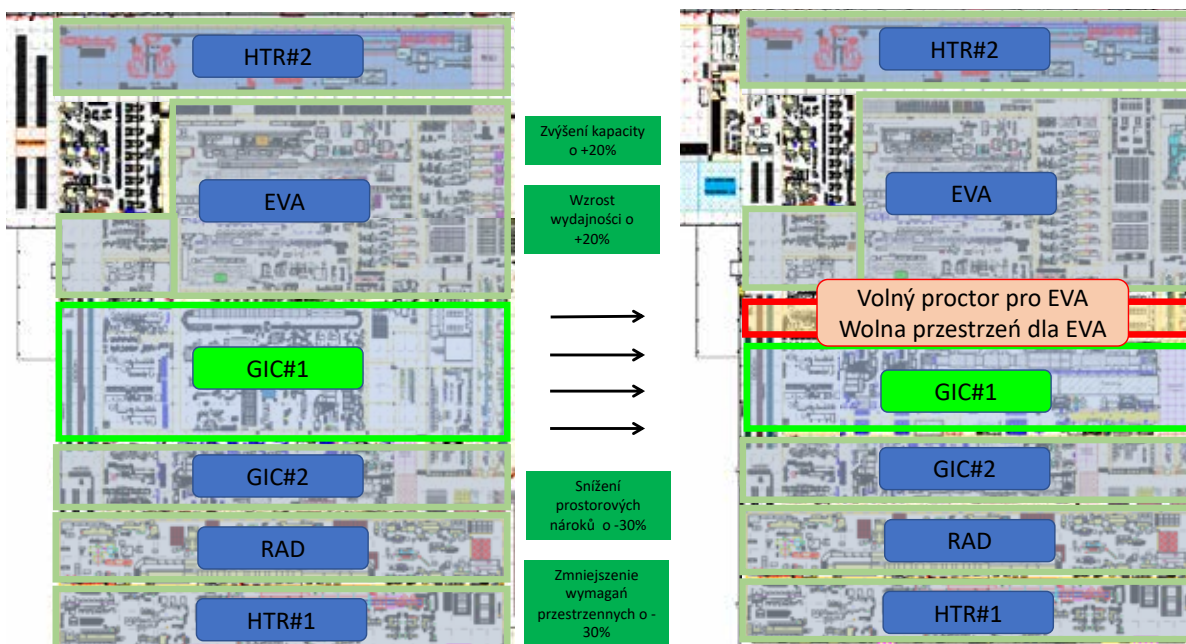 HTR#2
EVA
GIC#1
GIC#2
RAD
HTR#1
Zvýšení kapacity
o +20%
Wzrost
wydajności o
+20%
Snížení
prostorových
nároků o -30%
Zmniejszenie
wymagań
przestrzennych o -
30%
HTR#2
EVA
Volný proctor pro EVA
Wolna przestrzeń dla EVA
GIC#1
GIC#2
RAD
HTR#1